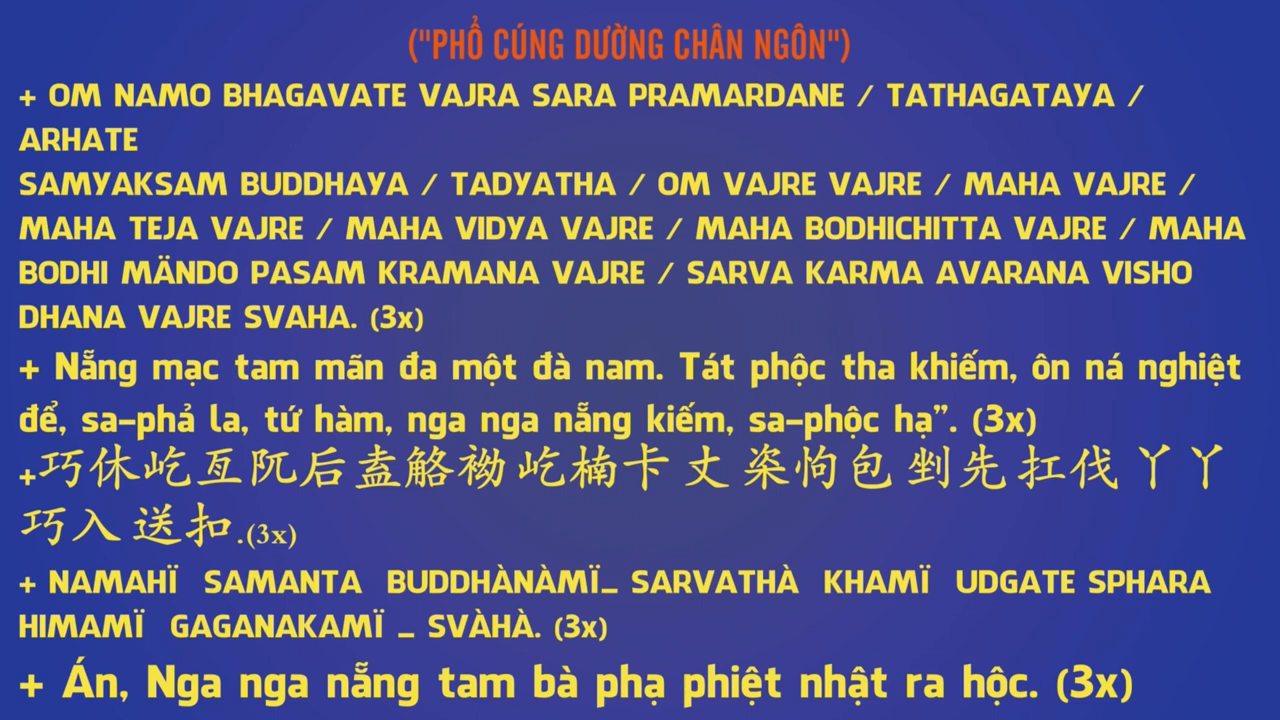 ("PHỔ CÚNG DƯỜNG CHÂN NGÔN")
+ OM NAMO BHAGAVATE VAJRA SARA PRAMARDANE / TATHAGATAYA /
ARHATE
SAMYAKSAM BUDDHAYA / TADYATHA / OM VAJRE VAJRE / MAHA VAJRE /
MAHA TEJA VAJRE / MAHA VIDYA VAJRE / MAHA BODHICHITTA VAJRE / MAHA
BODHI MÄNDO PASAM KRAMANA VAJRE / SARVA KARMA AVARANA VISHO
DHANA VAJRE SVAHA. (3x)
+ Nẵng mạc tam mãn đa một đà nam. Tát phộc tha khiếm, ôn ná nghiệt
để, sa-phả la, tứ hàm, nga nga nẵng kiếm, sa-phộc hạ”. (3x)
+巧休屹亙阢后盍觡袎屹楠卡 丈 桼怐包 剉先 扛伐 丫丫
巧入 送扣.(3x)
+ NAMAHÏ SAMANTA BUDDHÀNÀMÏ_ SARVATHÀ KHAMÏ UDGATE SPHARA
HIMAMÏ GAGANAKAMÏ _ SVÀHÀ. (3x)
+ Án, Nga nga nẵng tam bà phạ phiệt nhật ra hộc. (3x)